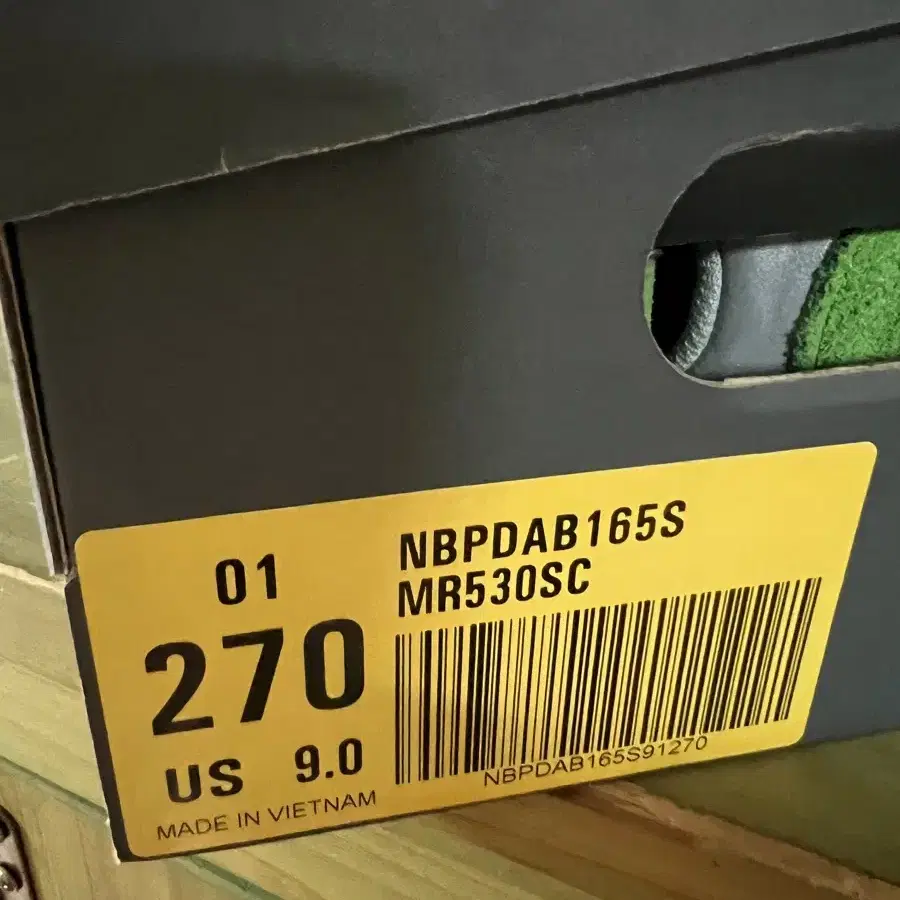 01
270
US 9.0
MADE IN VIETNAM
NBPDAB165S
MR530SC
NBPDAB165S91270